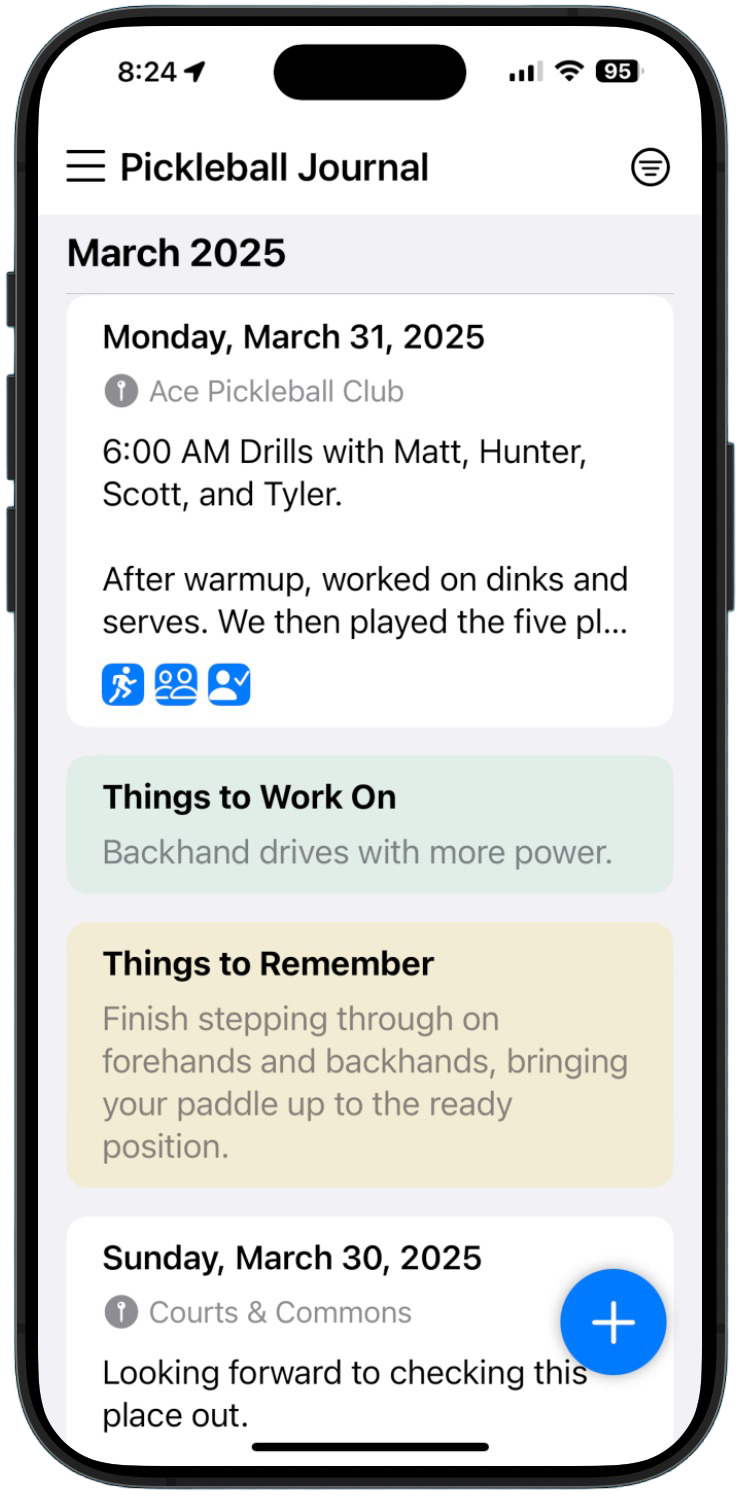 8:24
95
Pickleball Journal
March 2025
Monday, March 31, 2025
Ace Pickleball Club
6:00 AM Drills with Matt, Hunter,
Scott, and Tyler.
After warmup, worked on dinks and
serves. We then played the five pl...
Things to Work On
Backhand drives with more power.
Things to Remember
Finish stepping through on
forehands and backhands, bringing
your paddle up to the ready
position.
Sunday, March 30, 2025
Courts & Commons
Looking forward to checking this
place out.